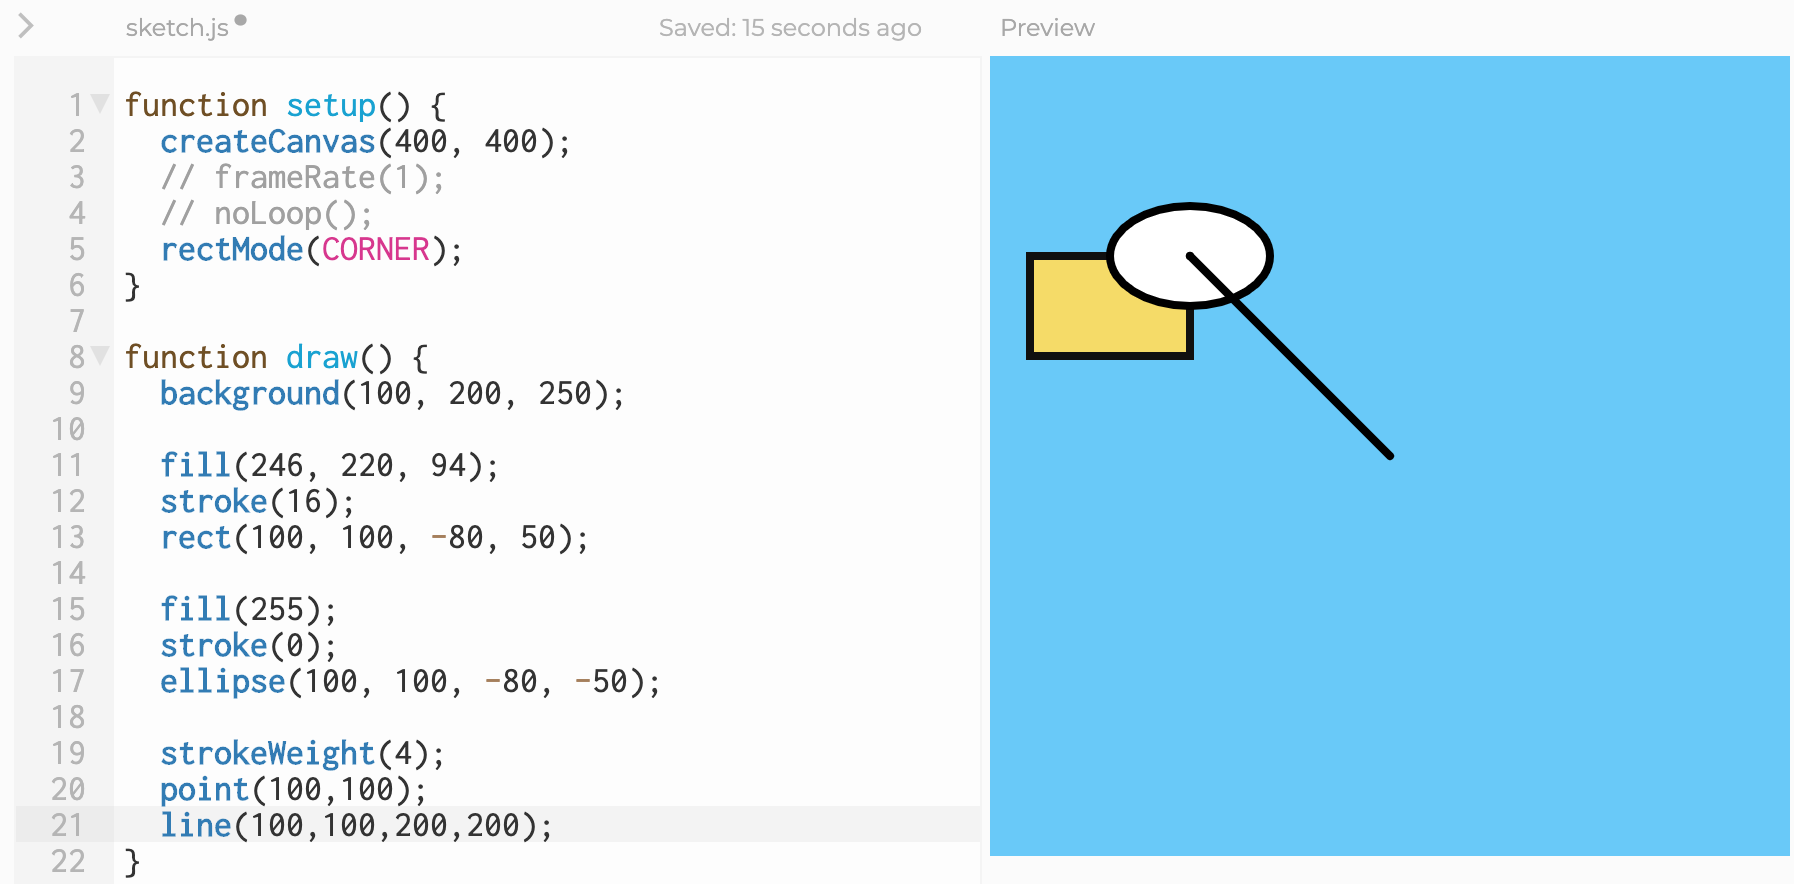 sketch.js Saved: 15 seconds ago Preview
1 function setup() {
2 createCanvas(400, 400);
3 // frameRate(1);
4 // noLoop();
5 rectMode(CORNER);
6 }
7
8 function draw() {
9 background(100, 200, 250);
10
11 fill(246, 220, 94);
12 stroke(16);
13 rect(100, 100, -80, 50);
14
15 fill(255);
16 stroke(0);
17 ellipse(100, 100, -80, -50);
18
19 strokeWeight(4);
20 point(100,100);
21 line(100,100,200,200);
22 }